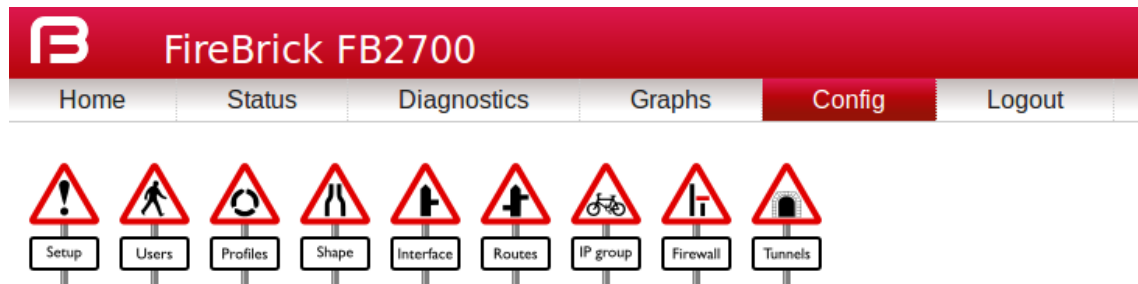 FireBrick FB2700
Home Status Diagnostics Graphs Config Logout
Setup Users Profiles Shape Interface Routes IP group Firewall Tunnels